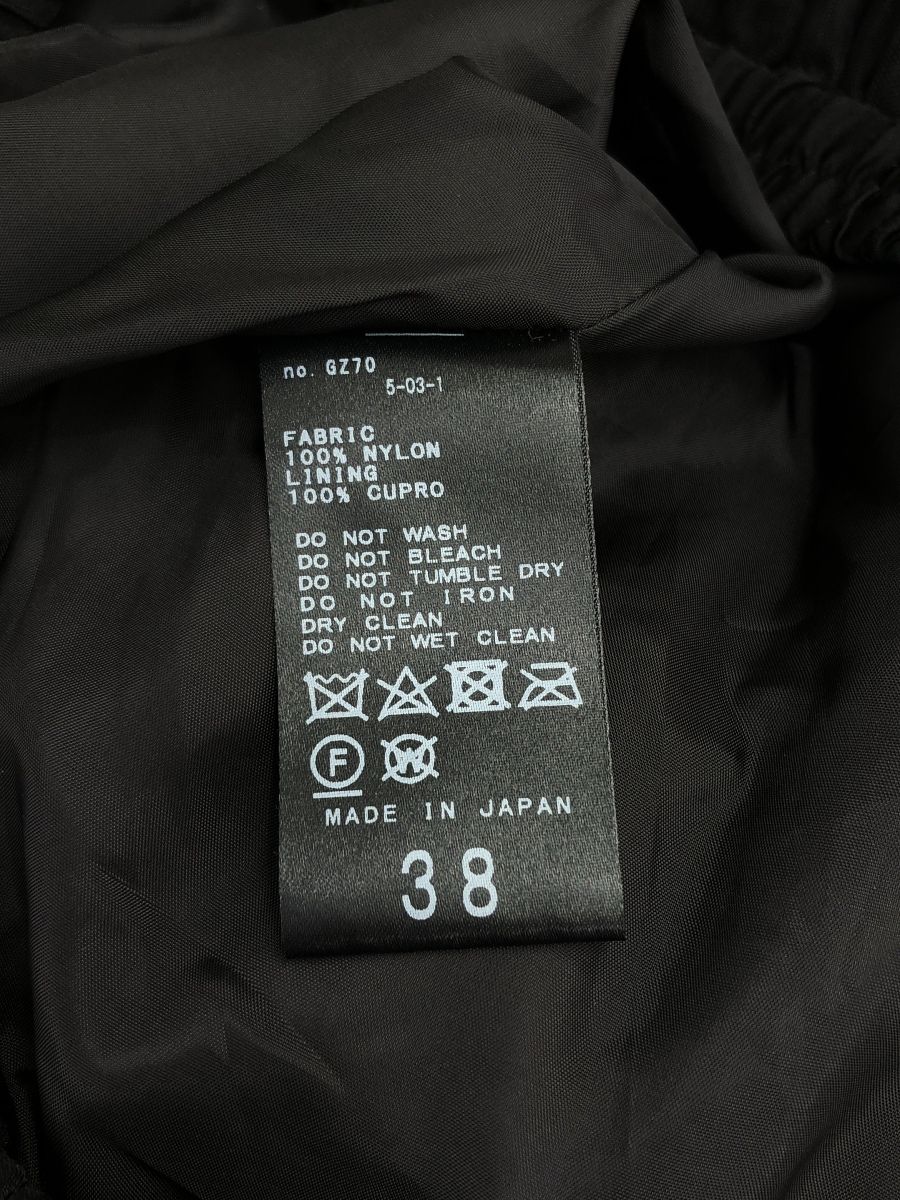 no. GZ70
5-03-1
FABRIC
100% NYLON
LINING
100% CUPRO
DO NOT WASH
DO NOT BLEACH
DO NOT TUMBLE DRY
DO NOT IRON
DRY CLEAN
DO NOT WET CLEAN
F W
MADE IN JAPAN
38